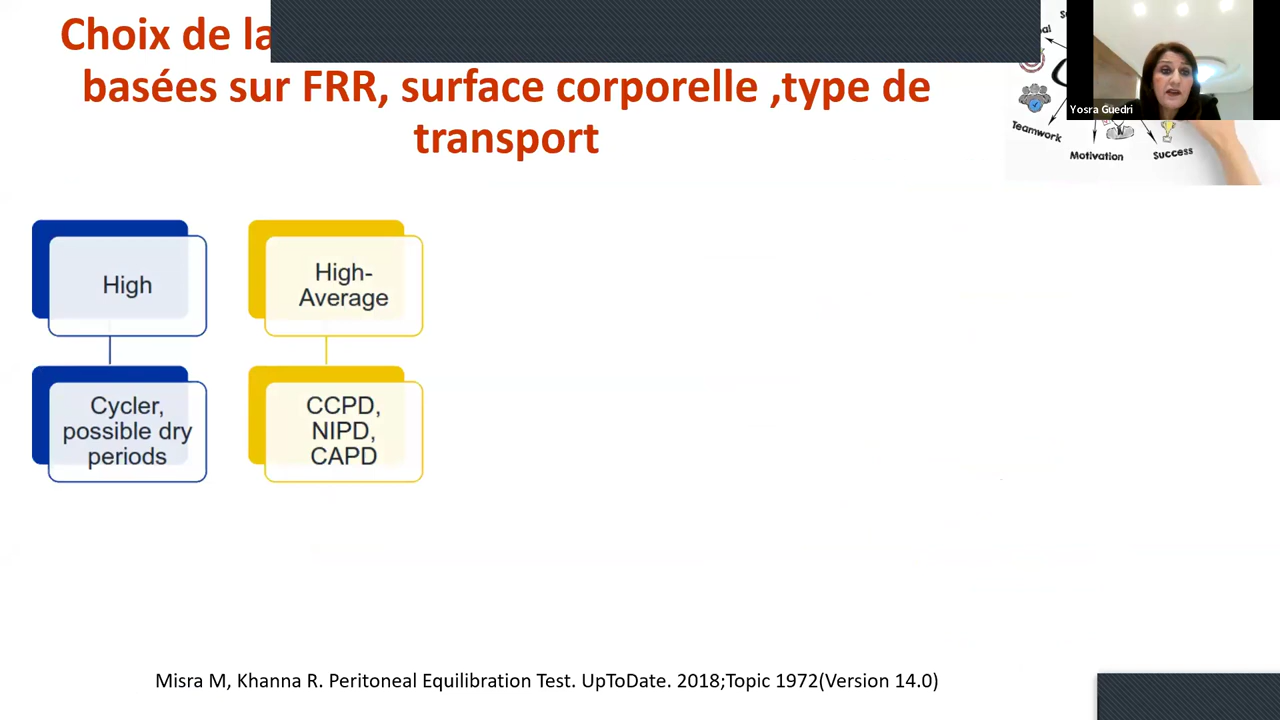 Choix de la
basées sur FRR, surface corporelle ,type de
transport
Yosra Guedri
Teamwork
Motivation
Success
High
High-
Average
Cycler,
possible dry
periods
CCPD,
NIPD,
CAPD
Misra M, Khanna R. Peritoneal Equilibration Test. UpToDate. 2018;Topic 1972(Version 14.0)